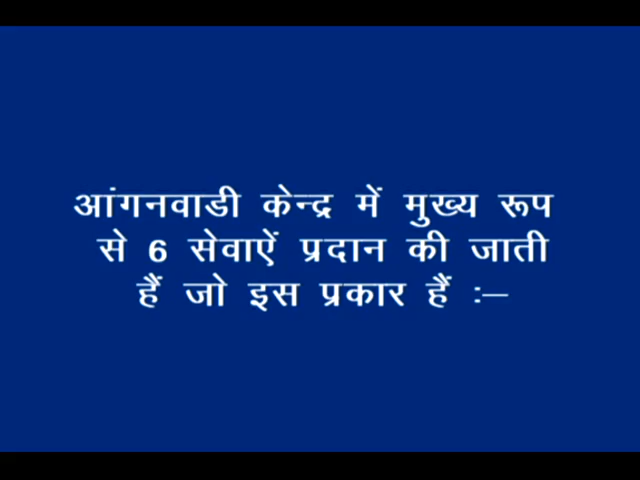 आंगनवाडी केन्द्र में मुख्य रूप
से 6 सेवाऐं प्रदान की जाती
हैं जो इस प्रकार हैं :–